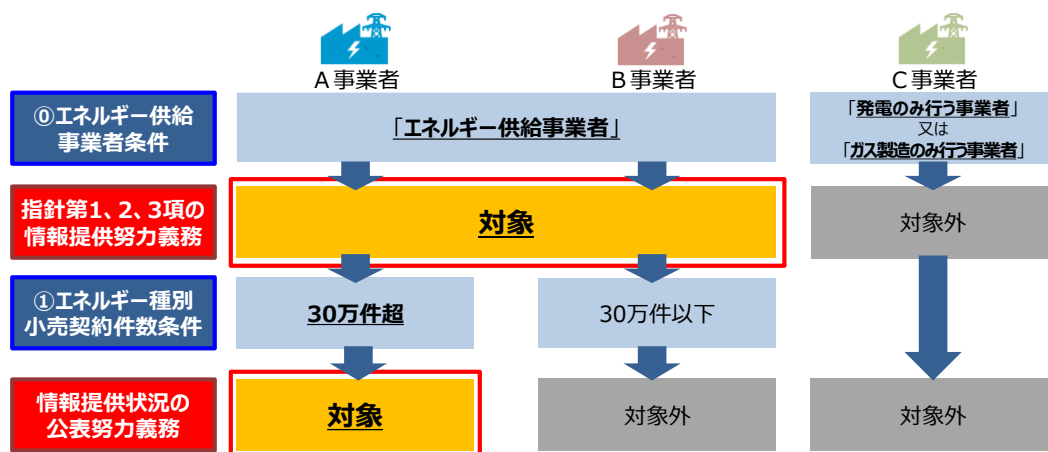 A事業者
B事業者
C事業者
⓪エネルギー供給
事業者条件
「エネルギー供給事業者」
「発電のみ行う事業者」
又は
「ガス製造のみ行う事業者」
指針第1、2、3項の
情報提供努力義務
対象
対象外
①エネルギー種別
小売契約件数条件
30万件超
30万件以下
情報提供状況の
公表努力義務
対象
対象外
対象外